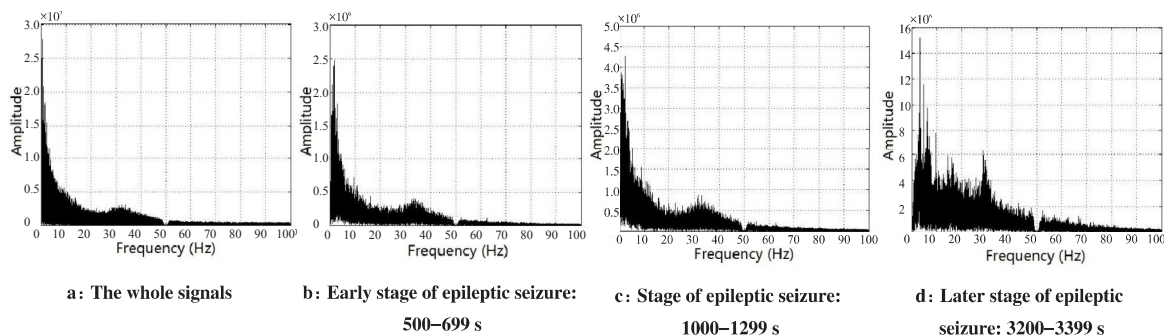 ×10⁷
3.0
2.5
2.0
1.5
1.0
0.5
0
Amplitude
0 10 20 30 40 50 60 70 80 90 100
Frequency (Hz)
a: The whole signals
×10⁶
3.0
2.5
2.0
1.5
1.0
0.5
0
Amplitude
0 10 20 30 40 50 60 70 80 90 100
Frequency (Hz)
b: Early stage of epileptic seizure:
500–699 s
×10⁶
5.0
4.5
4.0
3.5
3.0
2.5
2.0
1.5
1.0
0.5
Amplitude
0 10 20 30 40 50 60 70 80 90 100
Frequency (Hz)
c: Stage of epileptic seizure:
1000–1299 s
×10⁶
16
14
12
10
8
6
4
2
Amplitude
0 10 20 30 40 50 60 70 80 90 100
Frequency (Hz)
d: Later stage of epileptic
seizure: 3200–3399 s